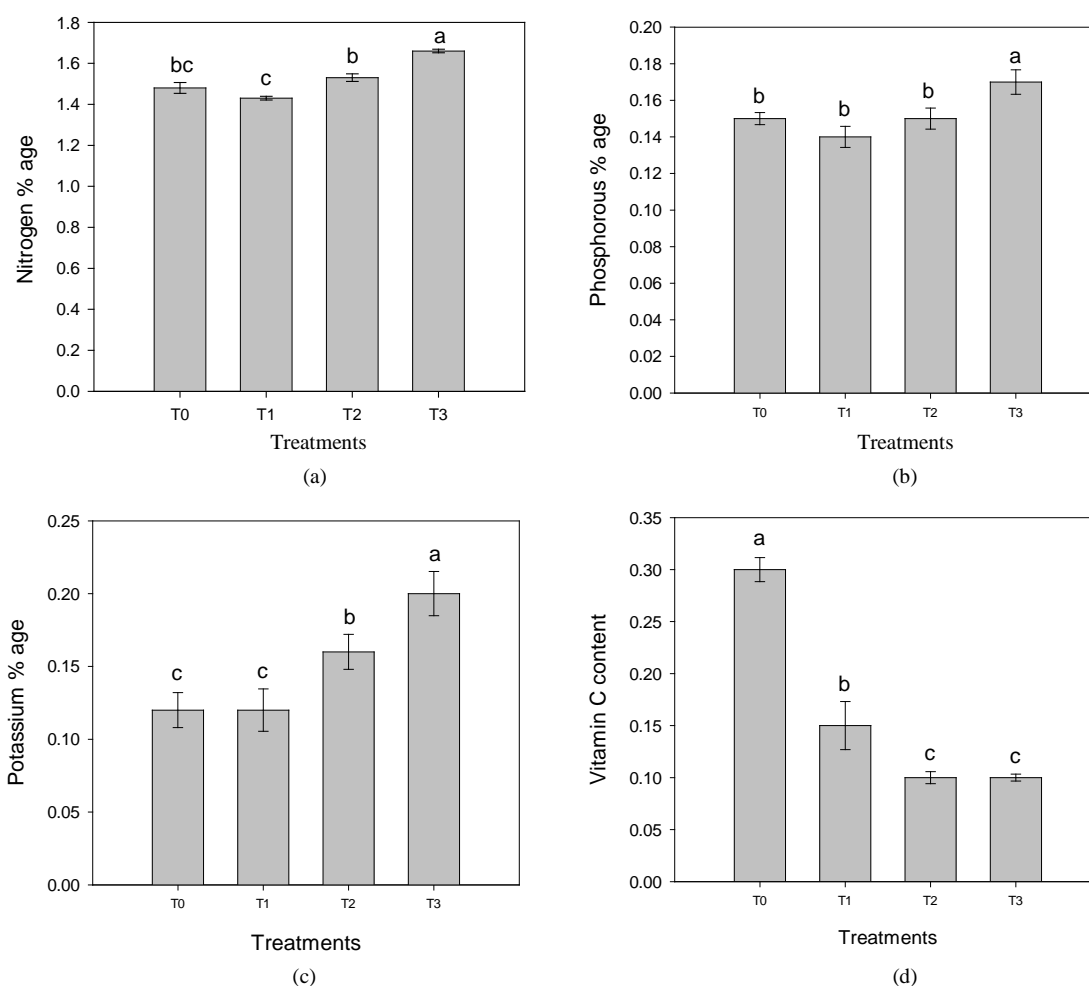 1.8
1.6
1.4
1.2
1.0
0.8
0.6
0.4
0.2
0.0
Nitrogen % age
bc
c
b
a
T0 T1 T2 T3
Treatments
(a)
0.20
0.18
0.16
0.14
0.12
0.10
0.08
0.06
0.04
0.02
0.00
Phosphorous % age
b
b
b
a
T0 T1 T2 T3
Treatments
(b)
0.25
0.20
0.15
0.10
0.05
0.00
Potassium % age
c
c
b
a
T0 T1 T2 T3
Treatments
(c)
0.35
0.30
0.25
0.20
0.15
0.10
0.05
0.00
Vitamin C content
a
b
c
c
T0 T1 T2 T3
Treatments
(d)